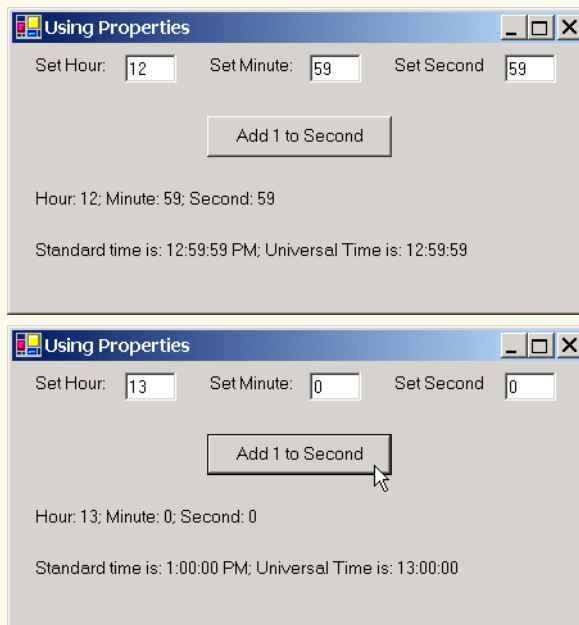 Using Properties
Set Hour: 12 Set Minute: 59 Set Second 59
Add 1 to Second
Hour: 12; Minute: 59; Second: 59
Standard time is: 12:59:59 PM; Universal Time is: 12:59:59
Using Properties
Set Hour: 13 Set Minute: 0 Set Second 0
Add 1 to Second
Hour: 13; Minute: 0; Second: 0
Standard time is: 1:00:00 PM; Universal Time is: 13:00:00